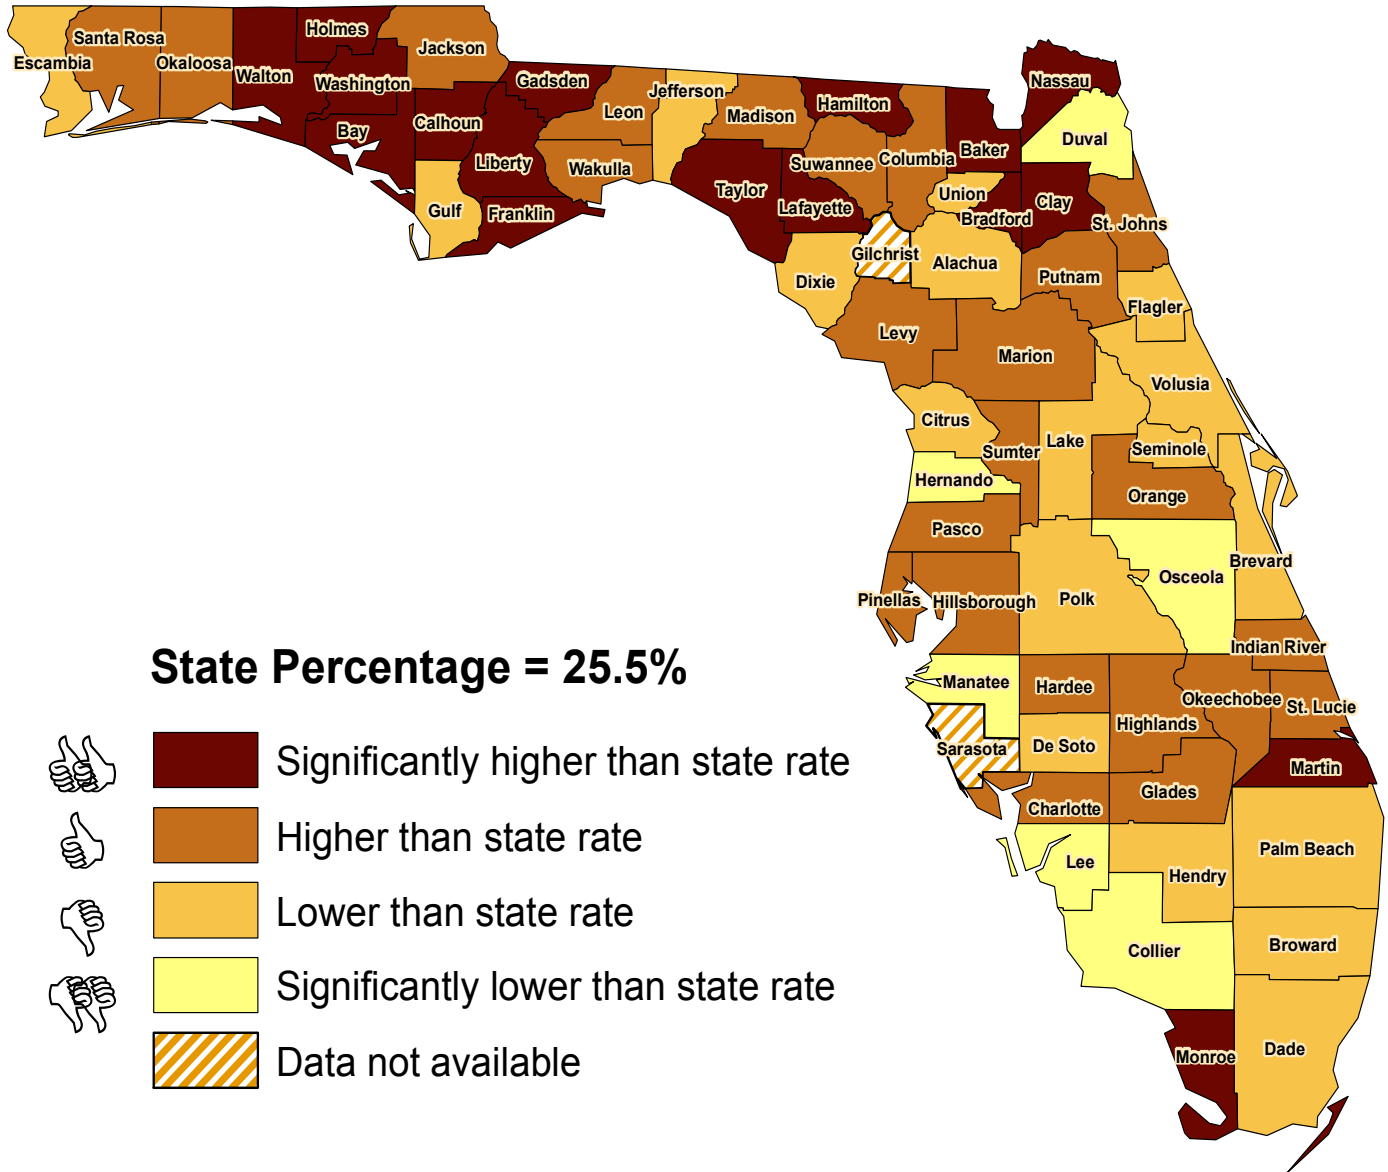 Holmes
Santa Rosa
Jackson
Escambia
Okaloosa
Walton
Washington
Gadsden
Nassau
Jefferson
Hamilton
Leon
Madison
Calhoun
Bay
Duval
Baker
Columbia
Suwannee
Liberty
Wakulla
Taylor
Union
Clay
Lafayette
Gulf
Franklin
Bradford
St. Johns
Gilchrist
Alachua
Dixie
Putnam
Flagler
Levy
Marion
Volusia
Citrus
Lake
Sumter
Seminole
Hernando
Orange
Pasco
Brevard
Osceola
Pinellas
Hillsborough
Polk
Indian River
Manatee
Hardee
Okeechobee
St. Lucie
Highlands
Sarasota
De Soto
Martin
Glades
Charlotte
Palm Beach
Lee
Hendry
Collier
Broward
Monroe
Dade
State Percentage = 25.5%
Significantly higher than state rate
Higher than state rate
Lower than state rate
Significantly lower than state rate
Data not available